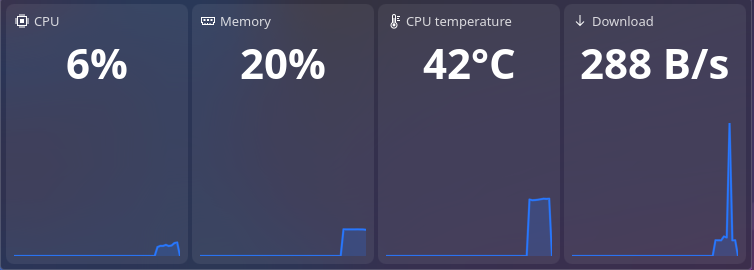 CPU
6%
Memory
20%
CPU temperature
42°C
Download
288 B/s